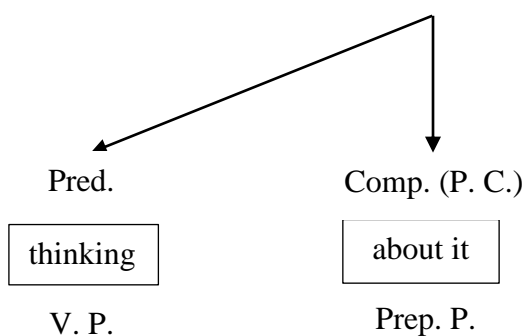 Pred. Comp. (P. C.)
thinking about it
V. P. Prep. P.